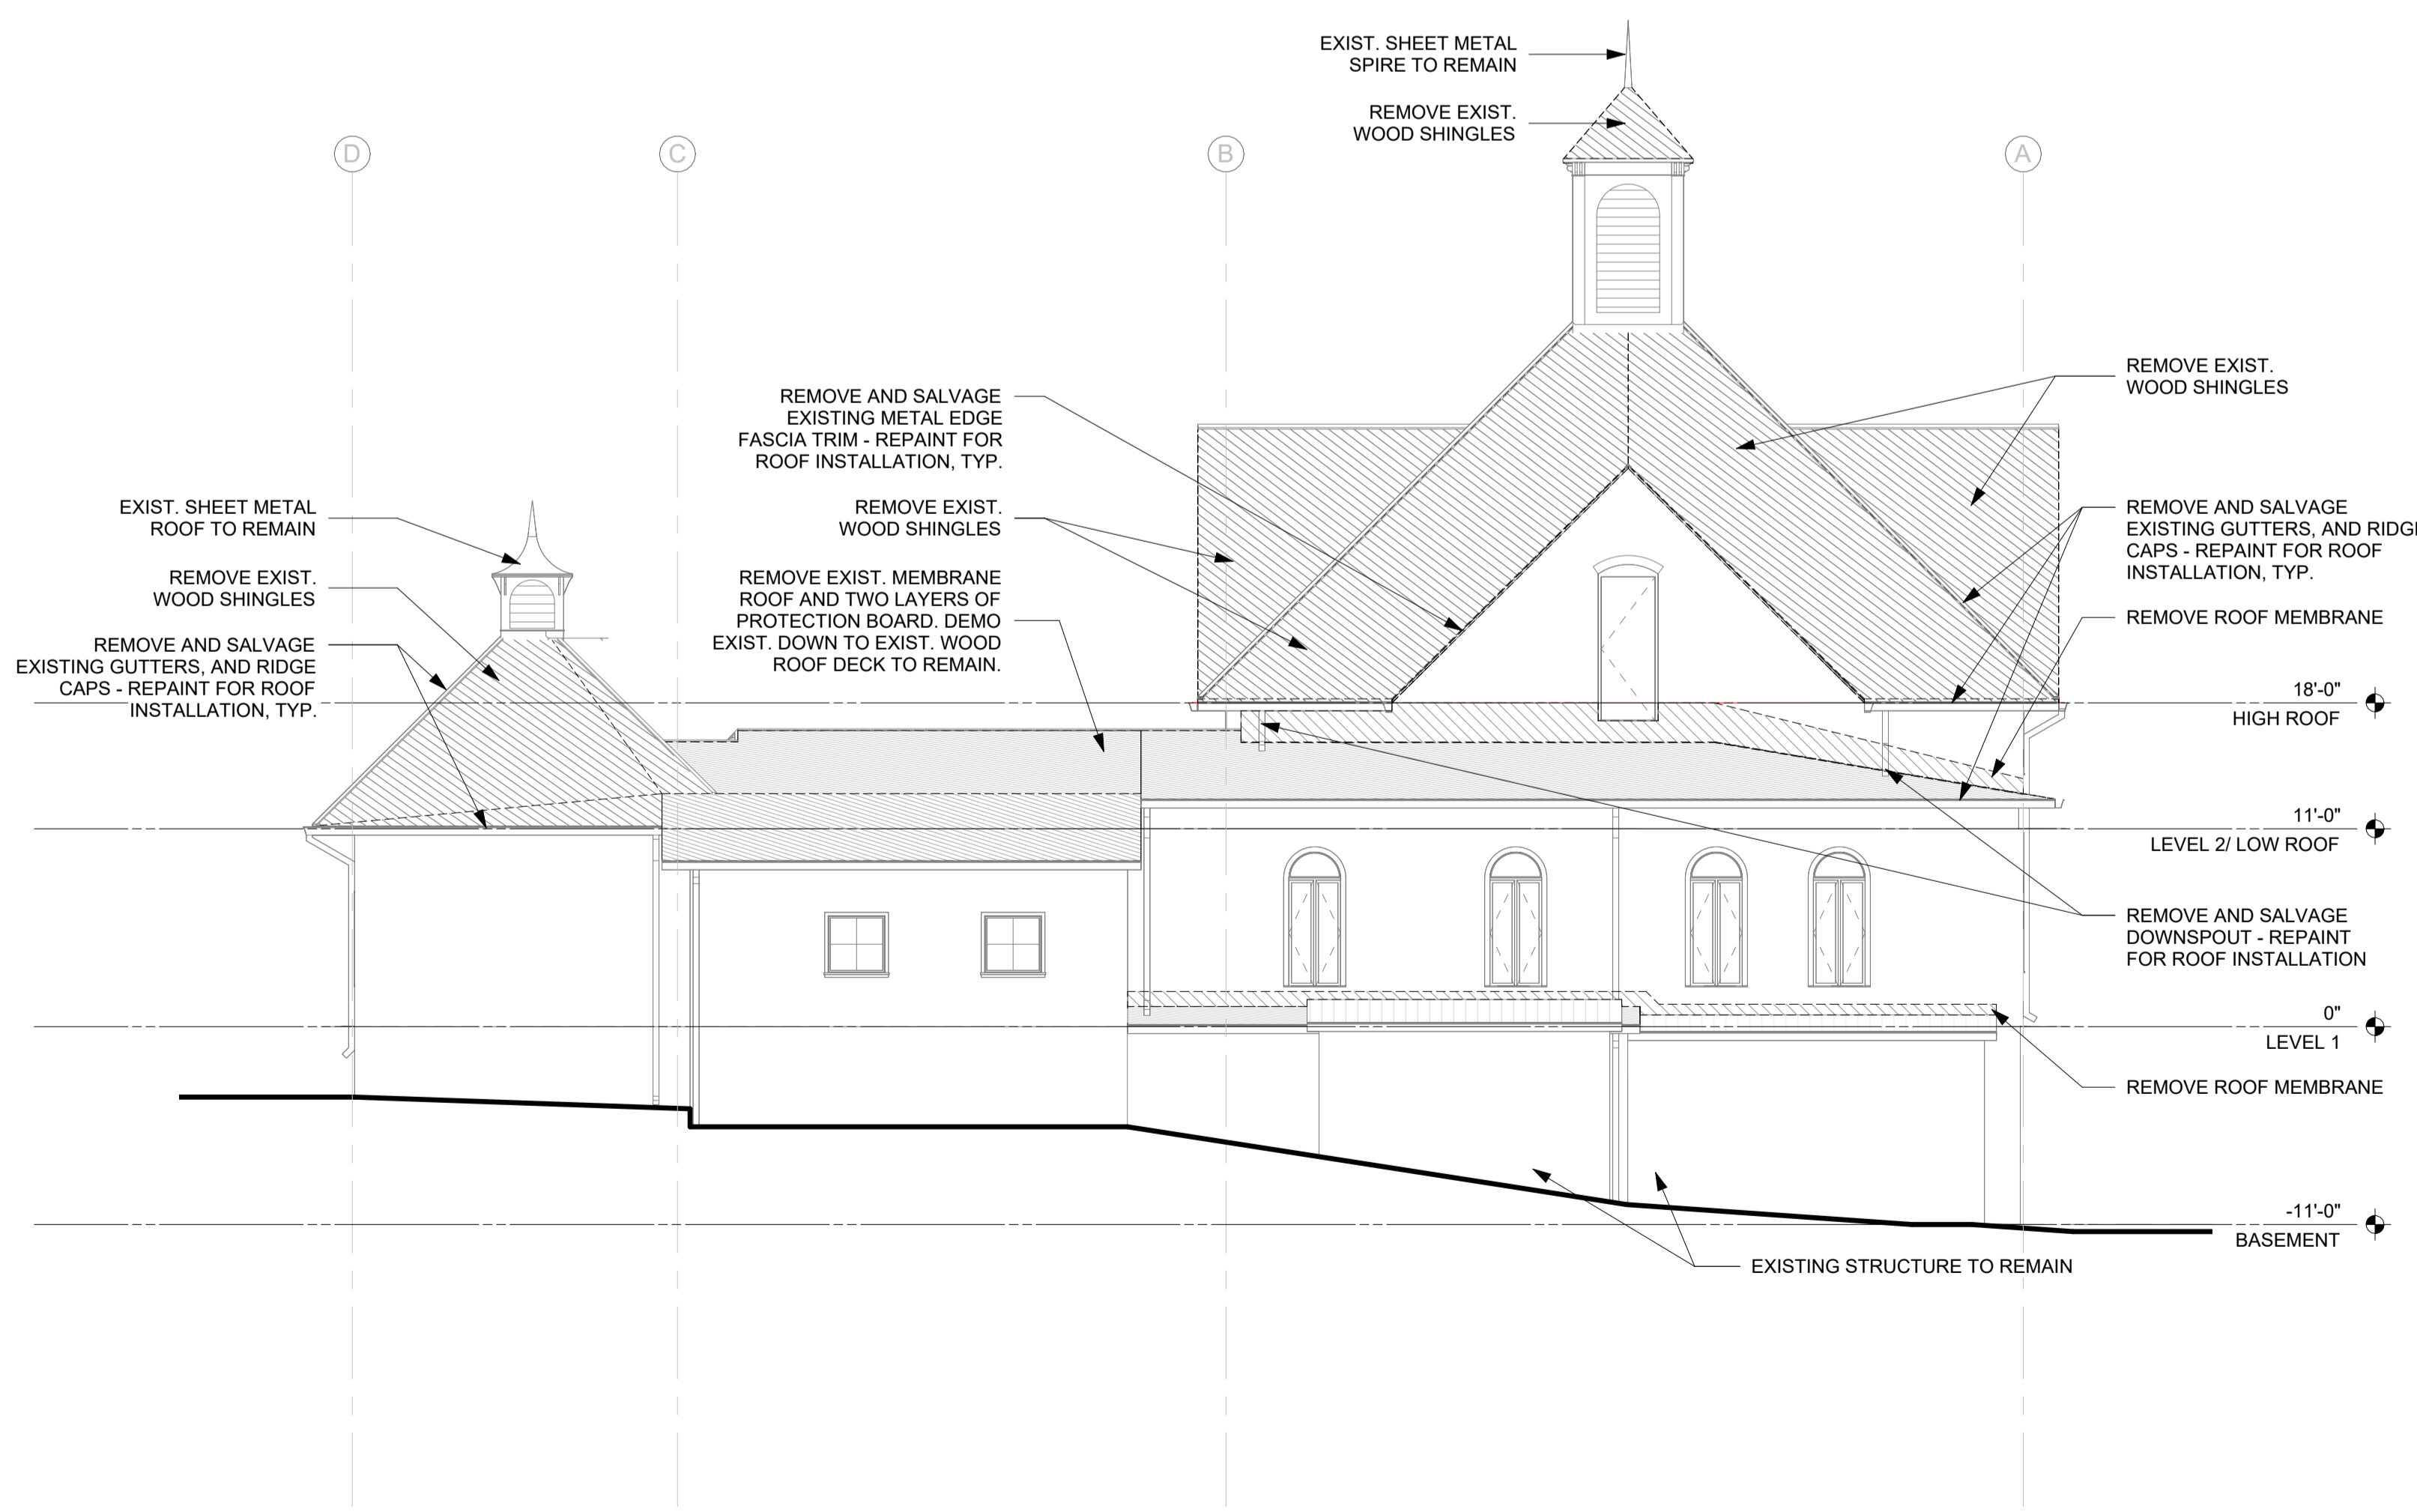 EXIST. SHEET METAL
SPIRE TO REMAIN
REMOVE EXIST.
WOOD SHINGLES
D
C
B
A
REMOVE EXIST.
WOOD SHINGLES
REMOVE AND SALVAGE
EXISTING METAL EDGE
FASCIA TRIM - REPAINT FOR
ROOF INSTALLATION, TYP.
EXIST. SHEET METAL
ROOF TO REMAIN
REMOVE EXIST.
WOOD SHINGLES
REMOVE AND SALVAGE
EXISTING GUTTERS, AND RIDGE
CAPS - REPAINT FOR ROOF
INSTALLATION, TYP.
REMOVE EXIST.
WOOD SHINGLES
REMOVE EXIST. MEMBRANE
ROOF AND TWO LAYERS OF
PROTECTION BOARD. DEMO
EXIST. DOWN TO EXIST. WOOD
ROOF DECK TO REMAIN.
REMOVE ROOF MEMBRANE
REMOVE AND SALVAGE
EXISTING GUTTERS, AND RIDGE
CAPS - REPAINT FOR ROOF
INSTALLATION, TYP.
18'-0"
HIGH ROOF
11'-0"
LEVEL 2/ LOW ROOF
REMOVE AND SALVAGE
DOWNSPOUT - REPAINT
FOR ROOF INSTALLATION
0"
LEVEL 1
REMOVE ROOF MEMBRANE
-11'-0"
BASEMENT
EXISTING STRUCTURE TO REMAIN